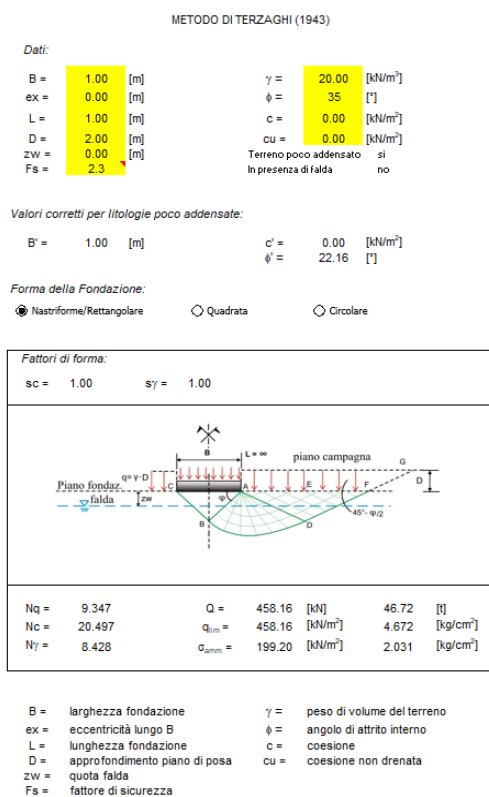 METODO DI TERZAGHI (1943)
Dati:
B = 1.00 [m] γ = 20.00 [kN/m³]
ex = 0.00 [m] ϕ = 35 [°]
L = 1.00 [m] c = 0.00 [kN/m²]
D = 2.00 [m] cu = 0.00 [kN/m²]
zw = 0.00 [m] Terreno poco addensato si
Fs = 2.3 In presenza di falda no
Valori corretti per litologie poco addensate:
B' = 1.00 [m] c' = 0.00 [kN/m²]
ϕ' = 22.16 [°]
Forma della Fondazione:
Nastriforme/Rettangolare Quadrata Circolare
Fattori di forma:
sc = 1.00 sγ = 1.00
B L = ∞ piano campagna G
q=γ·D D
Piano fondaz. C A E F
falda zw φ 45°- φ/2
B D
Nq = 9.347 Q = 458.16 [kN] 46.72 [t]
Nc = 20.497 qlim = 458.16 [kN/m²] 4.672 [kg/cm²]
Nγ = 8.428 σamm = 199.20 [kN/m²] 2.031 [kg/cm²]
B = larghezza fondazione γ = peso di volume del terreno
ex = eccentricità lungo B ϕ = angolo di attrito interno
L = lunghezza fondazione c = coesione
D = approfondimento piano di posa cu = coesione non drenata
zw = quota falda
Fs = fattore di sicurezza